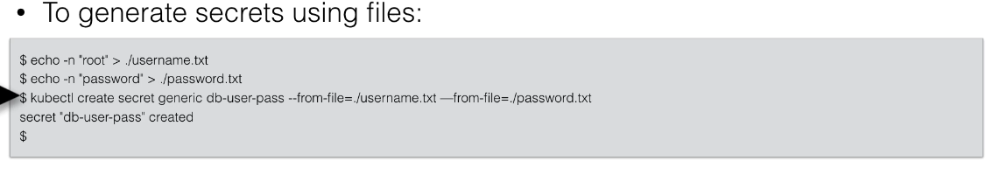 • To generate secrets using files:
$ echo -n "root" > ./username.txt
$ echo -n "password" > ./password.txt
$ kubectl create secret generic db-user-pass --from-file=./username.txt —from-file=./password.txt
secret "db-user-pass" created
$